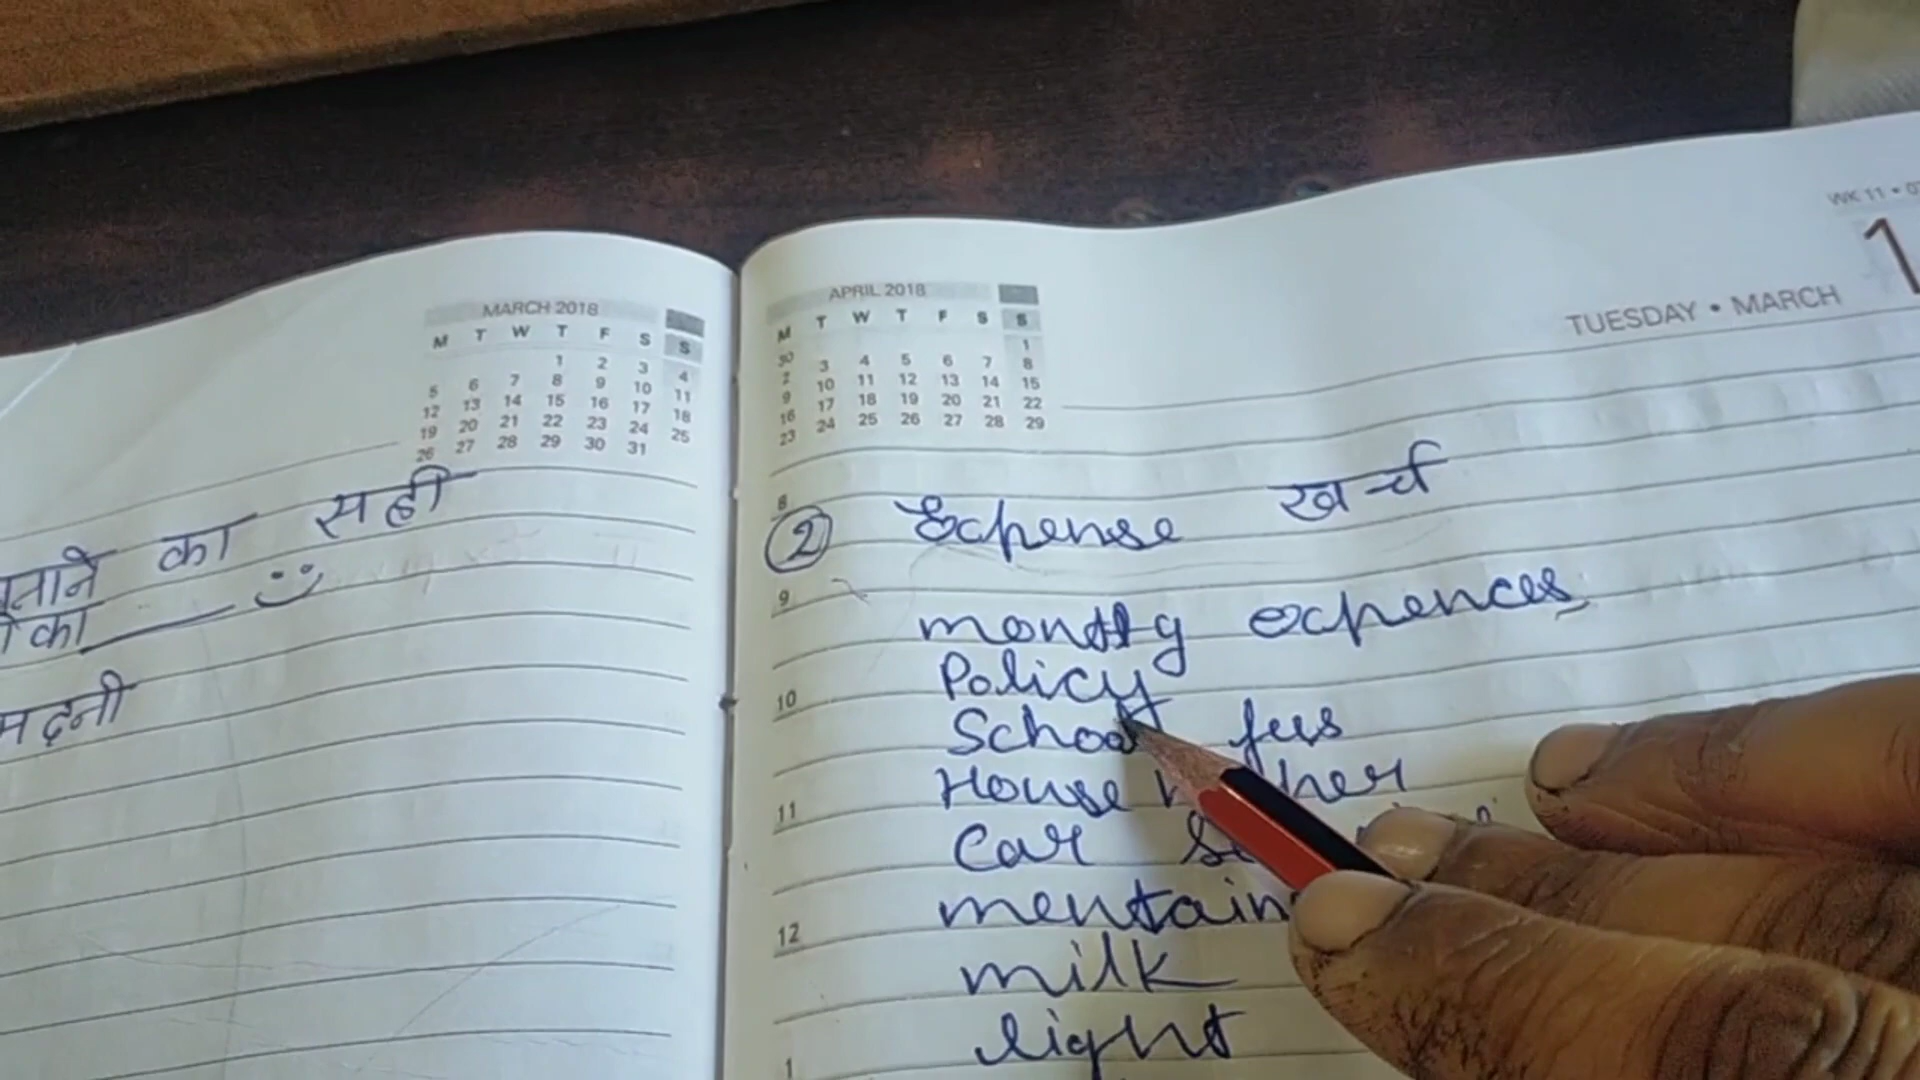 MARCH 2018
M T W T F S S
1 2 3 4
5 6 7 8 9 10 11
12 13 14 15 16 17 18
19 20 21 22 23 24 25
26 27 28 29 30 31
का सही
का
APRIL 2018
M T W T F S S
30 1
2 3 4 5 6 7 8
9 10 11 12 13 14 15
16 17 18 19 20 21 22
23 24 25 26 27 28 29
WK 11
TUESDAY • MARCH 1
8
2 Expense खर्च
9
montly expences
10 Policy
School fees
11 House
Car
12 mentain
milk
1 light